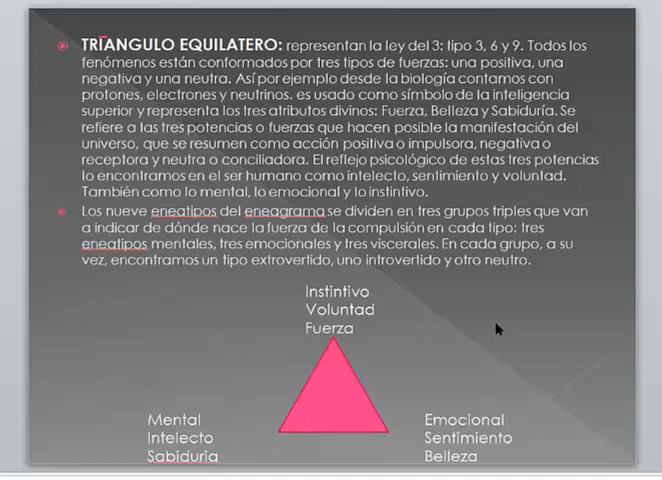 TRÍANGULO EQUILATERO: representan la ley del 3: tipo 3, 6 y 9. Todos los
fenómenos están conformados por tres tipos de fuerzas: una positiva, una
negativa y una neutra. Así por ejemplo desde la biología contamos con
protones, electrones y neutrinos. es usado como símbolo de la inteligencia
superior y representa los tres atributos divinos: Fuerza, Belleza y Sabiduría. Se
refiere a las tres potencias o fuerzas que hacen posible la manifestación del
universo, que se resumen como acción positiva o impulsora, negativa o
receptora y neutra o conciliadora. El reflejo psicológico de estas tres potencias
lo encontramos en el ser humano como intelecto, sentimiento y voluntad.
También como lo mental, lo emocional y lo instintivo.
Los nueve eneatipos del eneagrama se dividen en tres grupos triples que van
a indicar de dónde nace la fuerza de la compulsión en cada tipo: tres
eneatipos mentales, tres emocionales y tres viscerales. En cada grupo, a su
vez, encontramos un tipo extrovertido, uno introvertido y otro neutro.
Instintivo
Voluntad
Fuerza
Mental
Intelecto
Sabiduria
Emocional
Sentimiento
Belleza